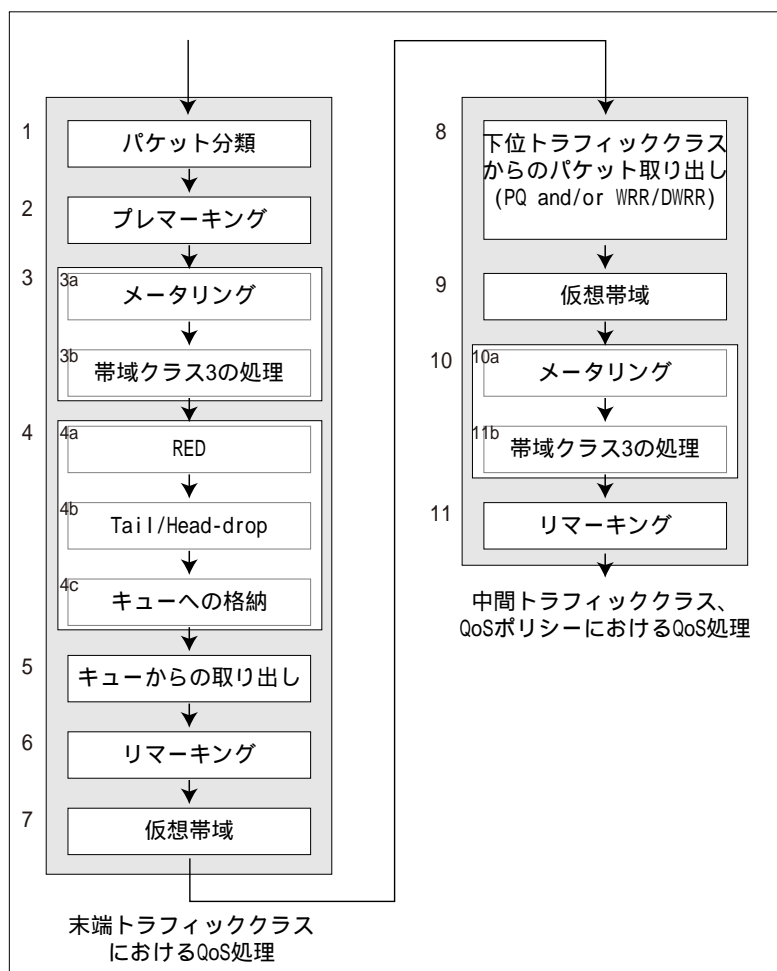 1
パケット分類
2
プレマーキング
3
3a
メータリング
3b
帯域クラス3の処理
4
4a
RED
4b
Tail/Head-drop
4c
キューへの格納
5
キューからの取り出し
6
リマーキング
7
仮想帯域
末端トラフィッククラス
におけるQoS処理
8
下位トラフィッククラス
からのパケット取り出し
(PQ and/or WRR/DWRR)
9
仮想帯域
10
10a
メータリング
11b
帯域クラス3の処理
11
リマーキング
中間トラフィッククラス、
QoSポリシーにおけるQoS処理